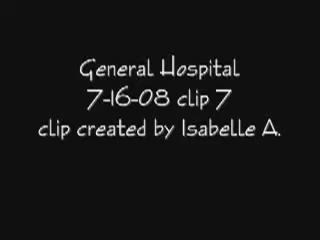 General Hospital
7-16-08 clip 7
clip created by Isabelle A.